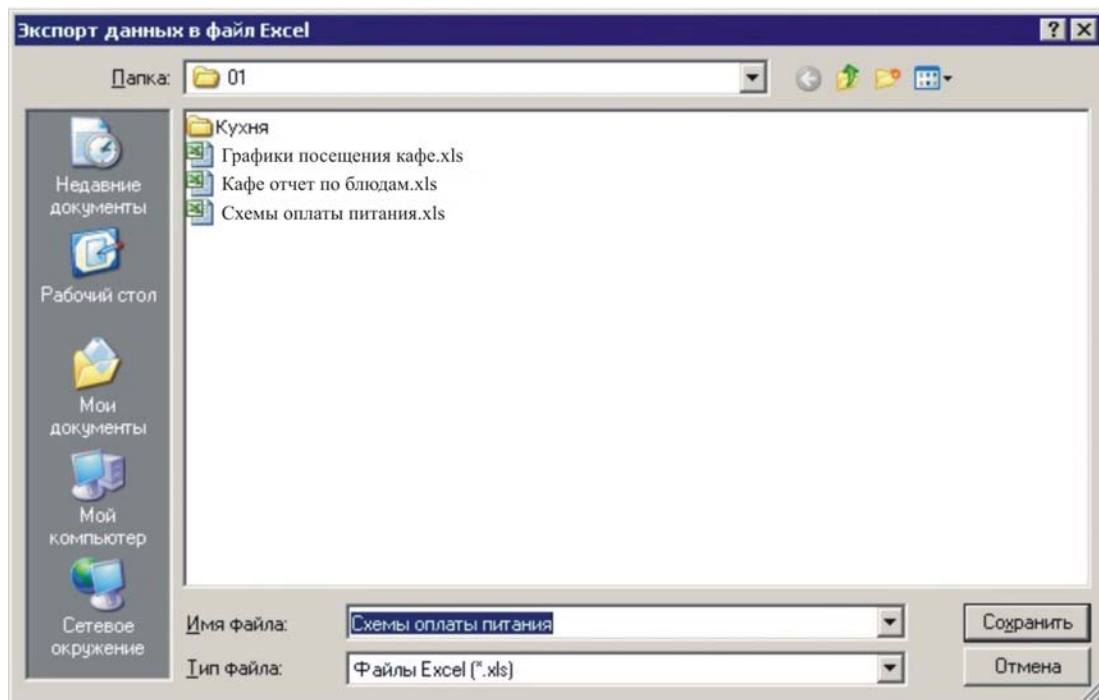 Экспорт данных в файл Excel
Папка:
01
Кухня
Графики посещения кафе.xls
Кафе отчет по блюдам.xls
Схемы оплаты питания.xls
Недавние
документы
Рабочий стол
Мои
документы
Мой
компьютер
Сетевое
окружение
Имя файла:
Схемы оплаты питания
Сохранить
Тип файла:
Файлы Excel (*.xls)
Отмена